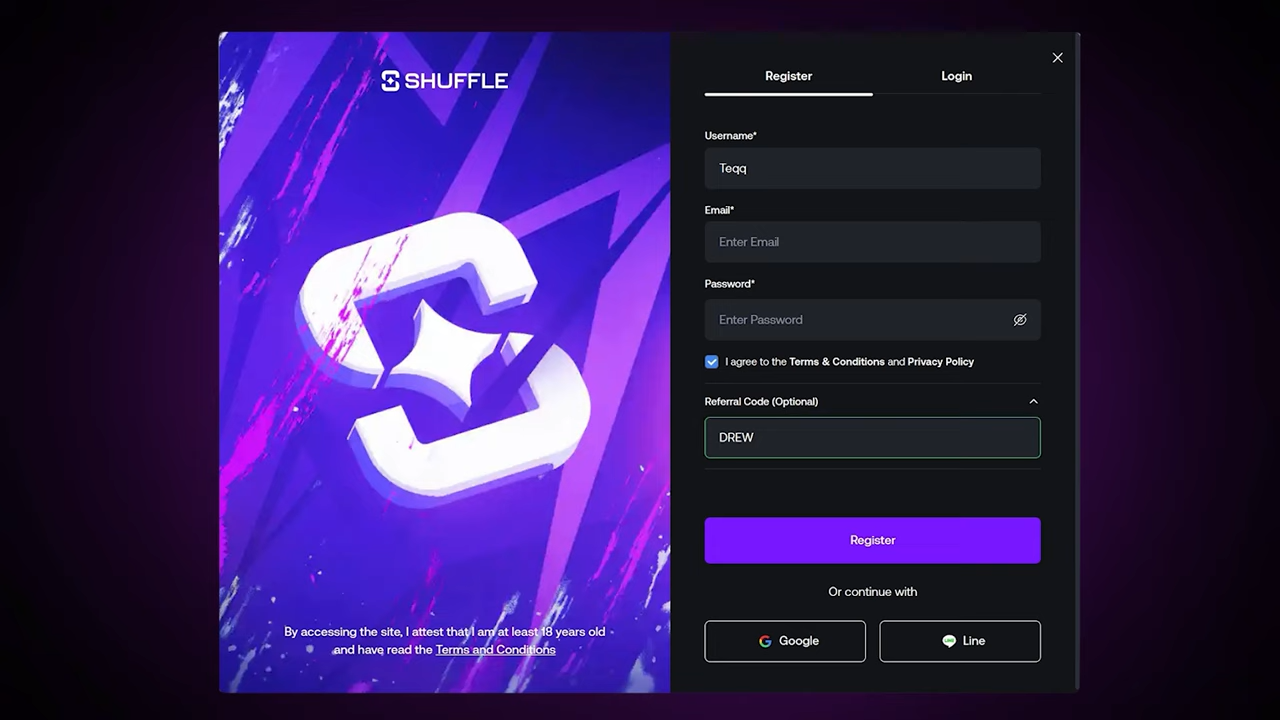 SHUFFLE
By accessing the site, I attest that I am at least 18 years old
and have read the Terms and Conditions
Register
Login
Username*
Teqq
Email*
Enter Email
Password*
Enter Password
I agree to the Terms & Conditions and Privacy Policy
Referral Code (Optional)
DREW
Register
Or continue with
Google
Line